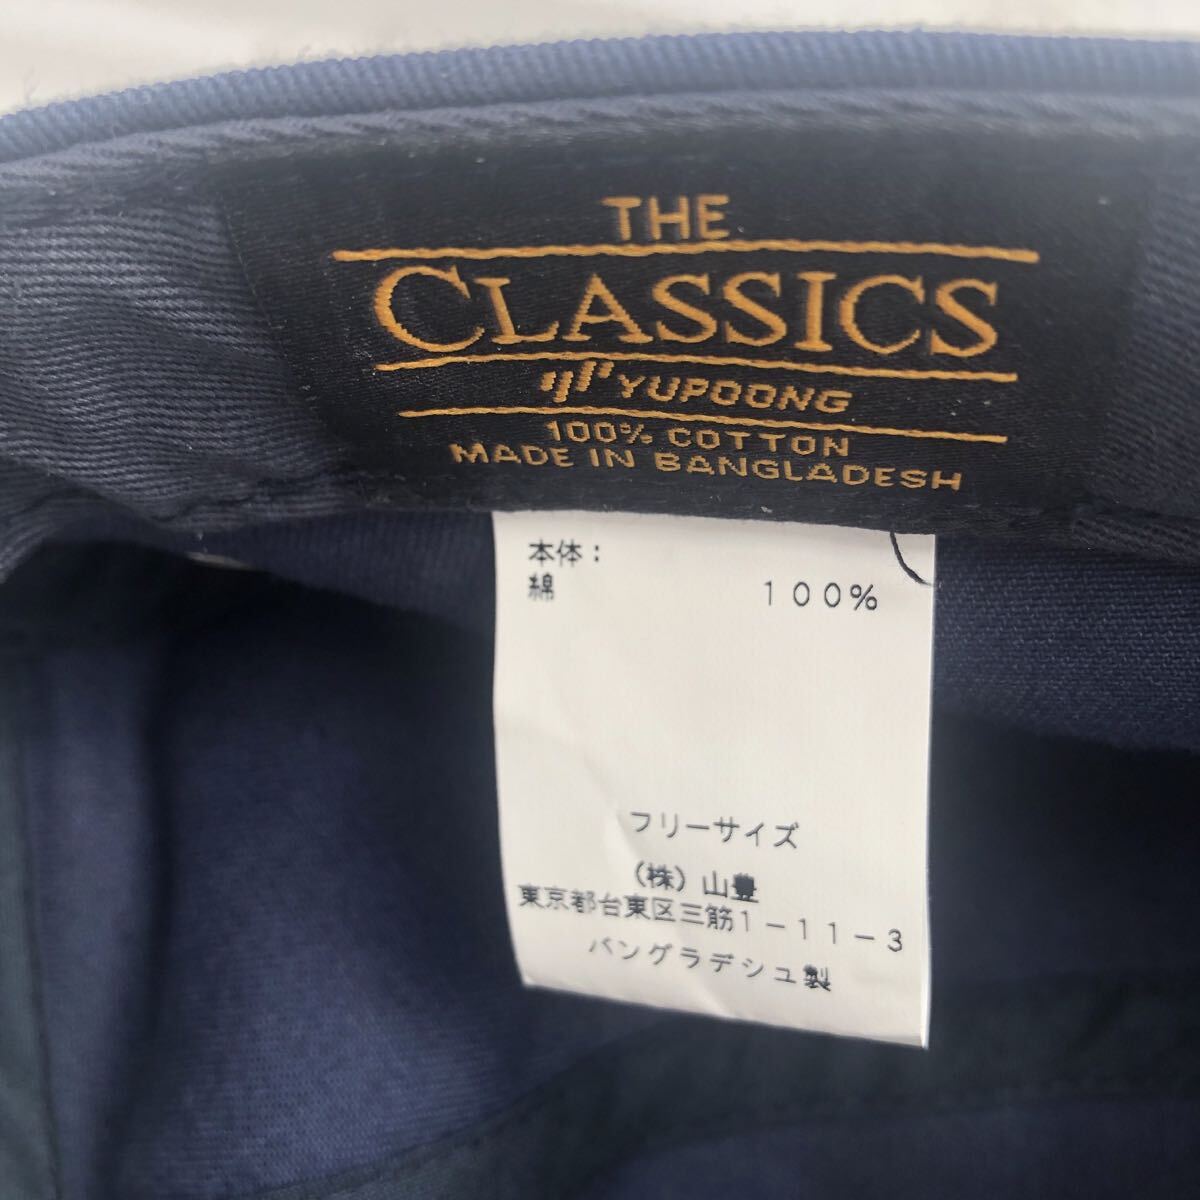 THE
CLASSICS
YUPOONG
100% COTTON
MADE IN BANGLADESH
本体：
綿 １００％
フリーサイズ
（株）山豊
東京都台東区三筋１－１１－３
バングラデシュ製